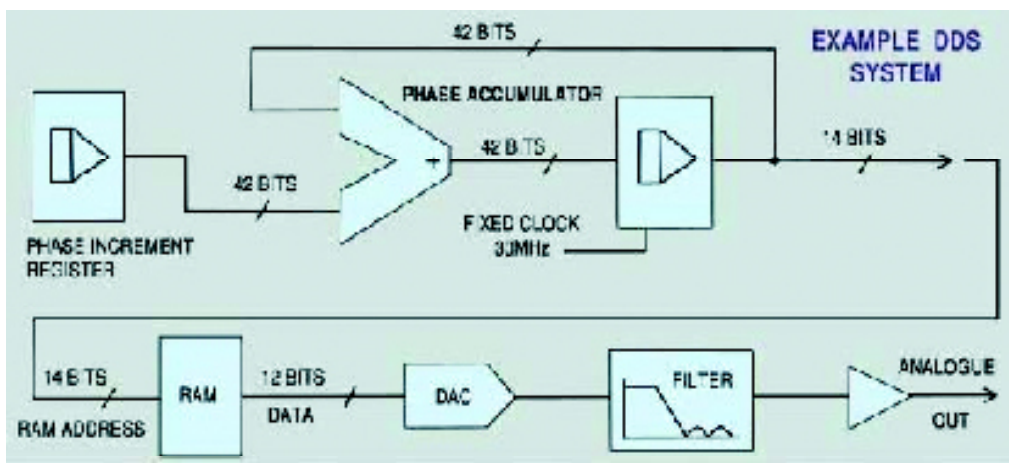 42 BITS
EXAMPLE DDS
SYSTEM
PHASE ACCUMULATOR
42 BITS
14 BITS
42 BITS
FIXED CLOCK
30MHz
PHASE INCREMENT
REGISTER
14 BITS
RAM ADDRESS
RAM
12 BITS
DATA
DAC
FILTER
ANALOGUE
OUT
+